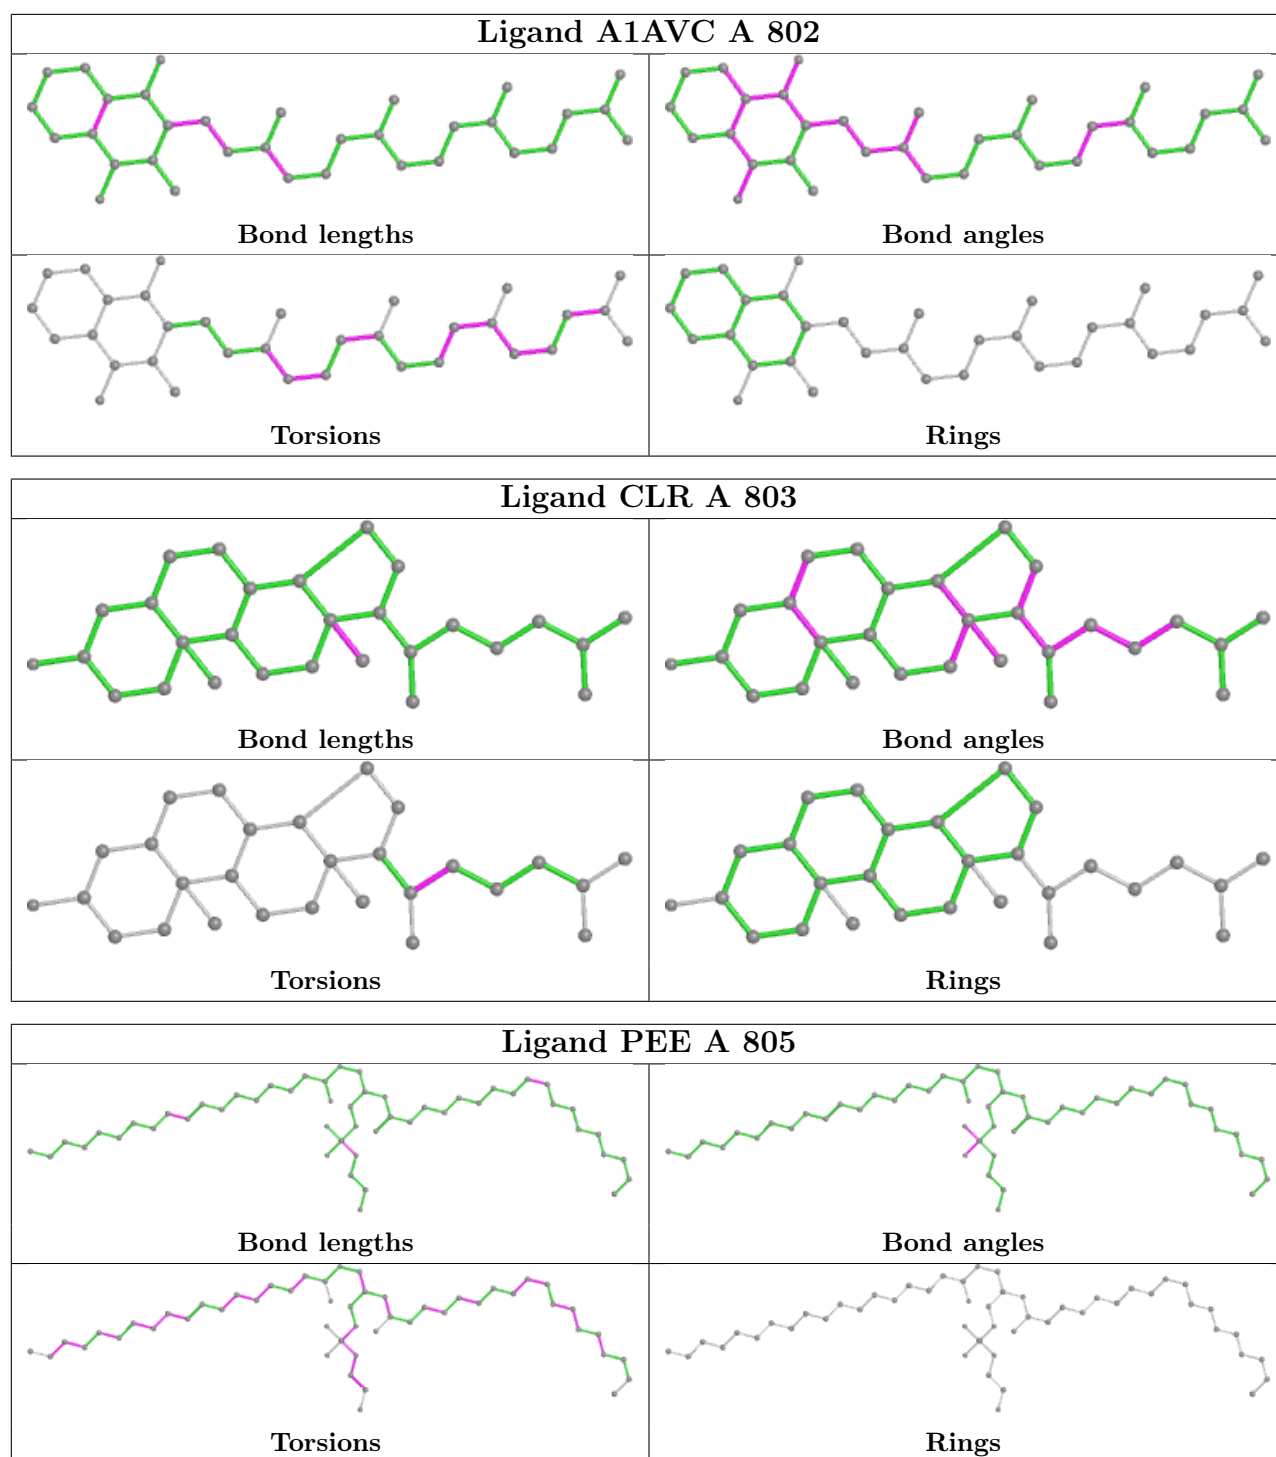 Ligand A1AVC A 802
Bond lengths
Bond angles
Torsions
Rings
Ligand CLR A 803
Bond lengths
Bond angles
Torsions
Rings
Ligand PEE A 805
Bond lengths
Bond angles
Torsions
Rings